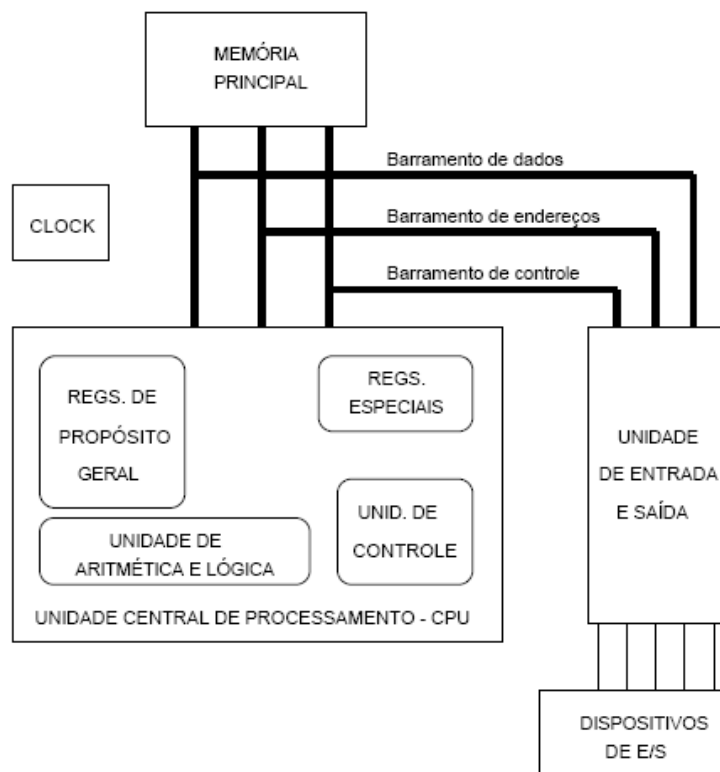 MEMÓRIA
PRINCIPAL
Barramento de dados
CLOCK
Barramento de endereços
Barramento de controle
REGS. DE
PROPÓSITO
GERAL
REGS.
ESPECIAIS
UNIDADE
DE ENTRADA
E SAÍDA
UNID. DE
CONTROLE
UNIDADE DE
ARITMÉTICA E LÓGICA
UNIDADE CENTRAL DE PROCESSAMENTO - CPU
DISPOSITIVOS
DE E/S